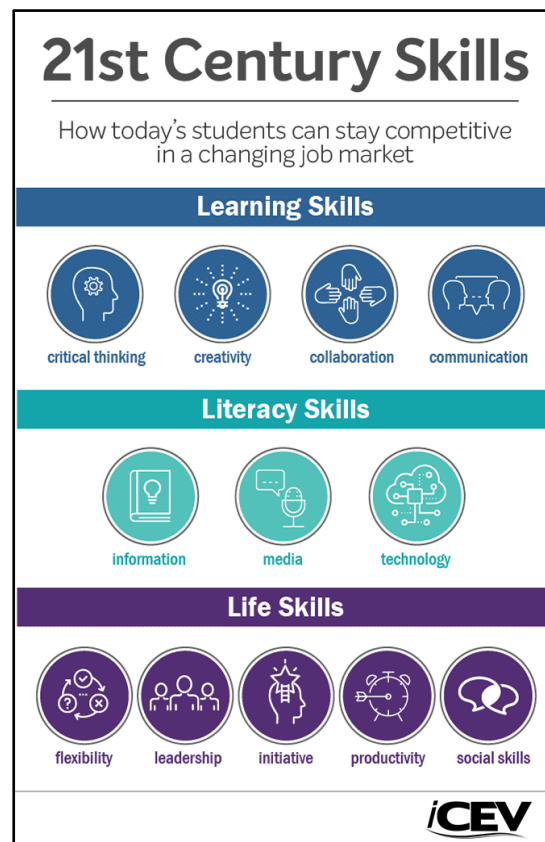 21st Century Skills
How today's students can stay competitive
in a changing job market
Learning Skills
critical thinking
creativity
collaboration
communication
Literacy Skills
information
media
technology
Life Skills
flexibility
leadership
initiative
productivity
social skills
iCEV